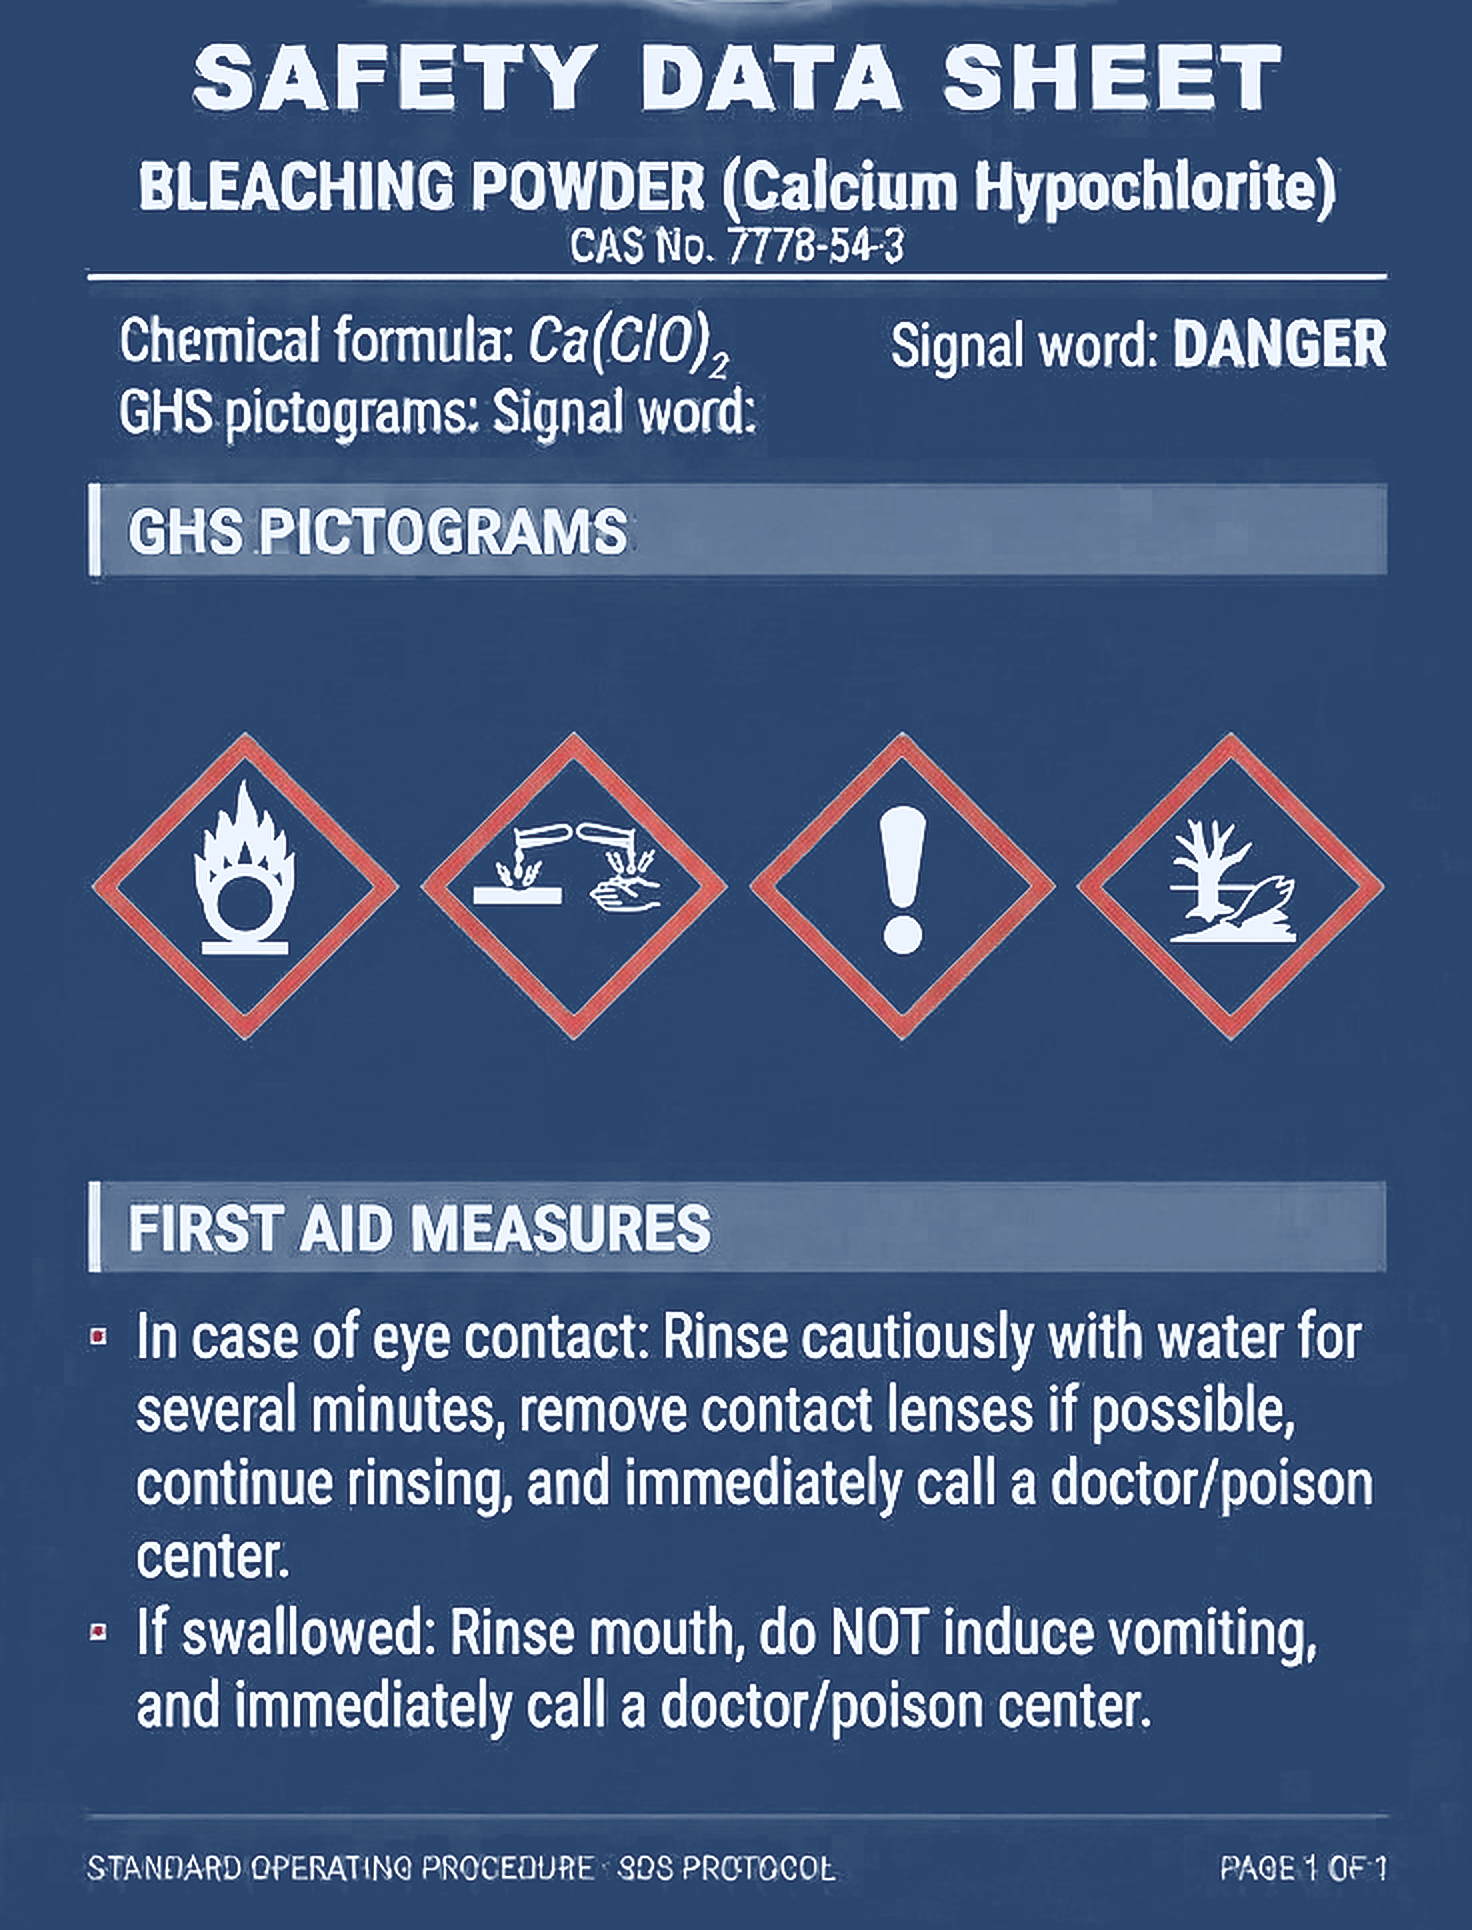 SAFETY DATA SHEET
BLEACHING POWDER (Calcium Hypochlorite)
CAS No. 7778-54-3
Chemical formula: Ca(ClO)₂ Signal word: DANGER
GHS pictograms: Signal word:
GHS PICTOGRAMS
FIRST AID MEASURES
▪ In case of eye contact: Rinse cautiously with water for
several minutes, remove contact lenses if possible,
continue rinsing, and immediately call a doctor/poison
center.
▪ If swallowed: Rinse mouth, do NOT induce vomiting,
and immediately call a doctor/poison center.
STANDARD OPERATING PROCEDURE · SDS PROTOCOL PAGE 1 OF 1